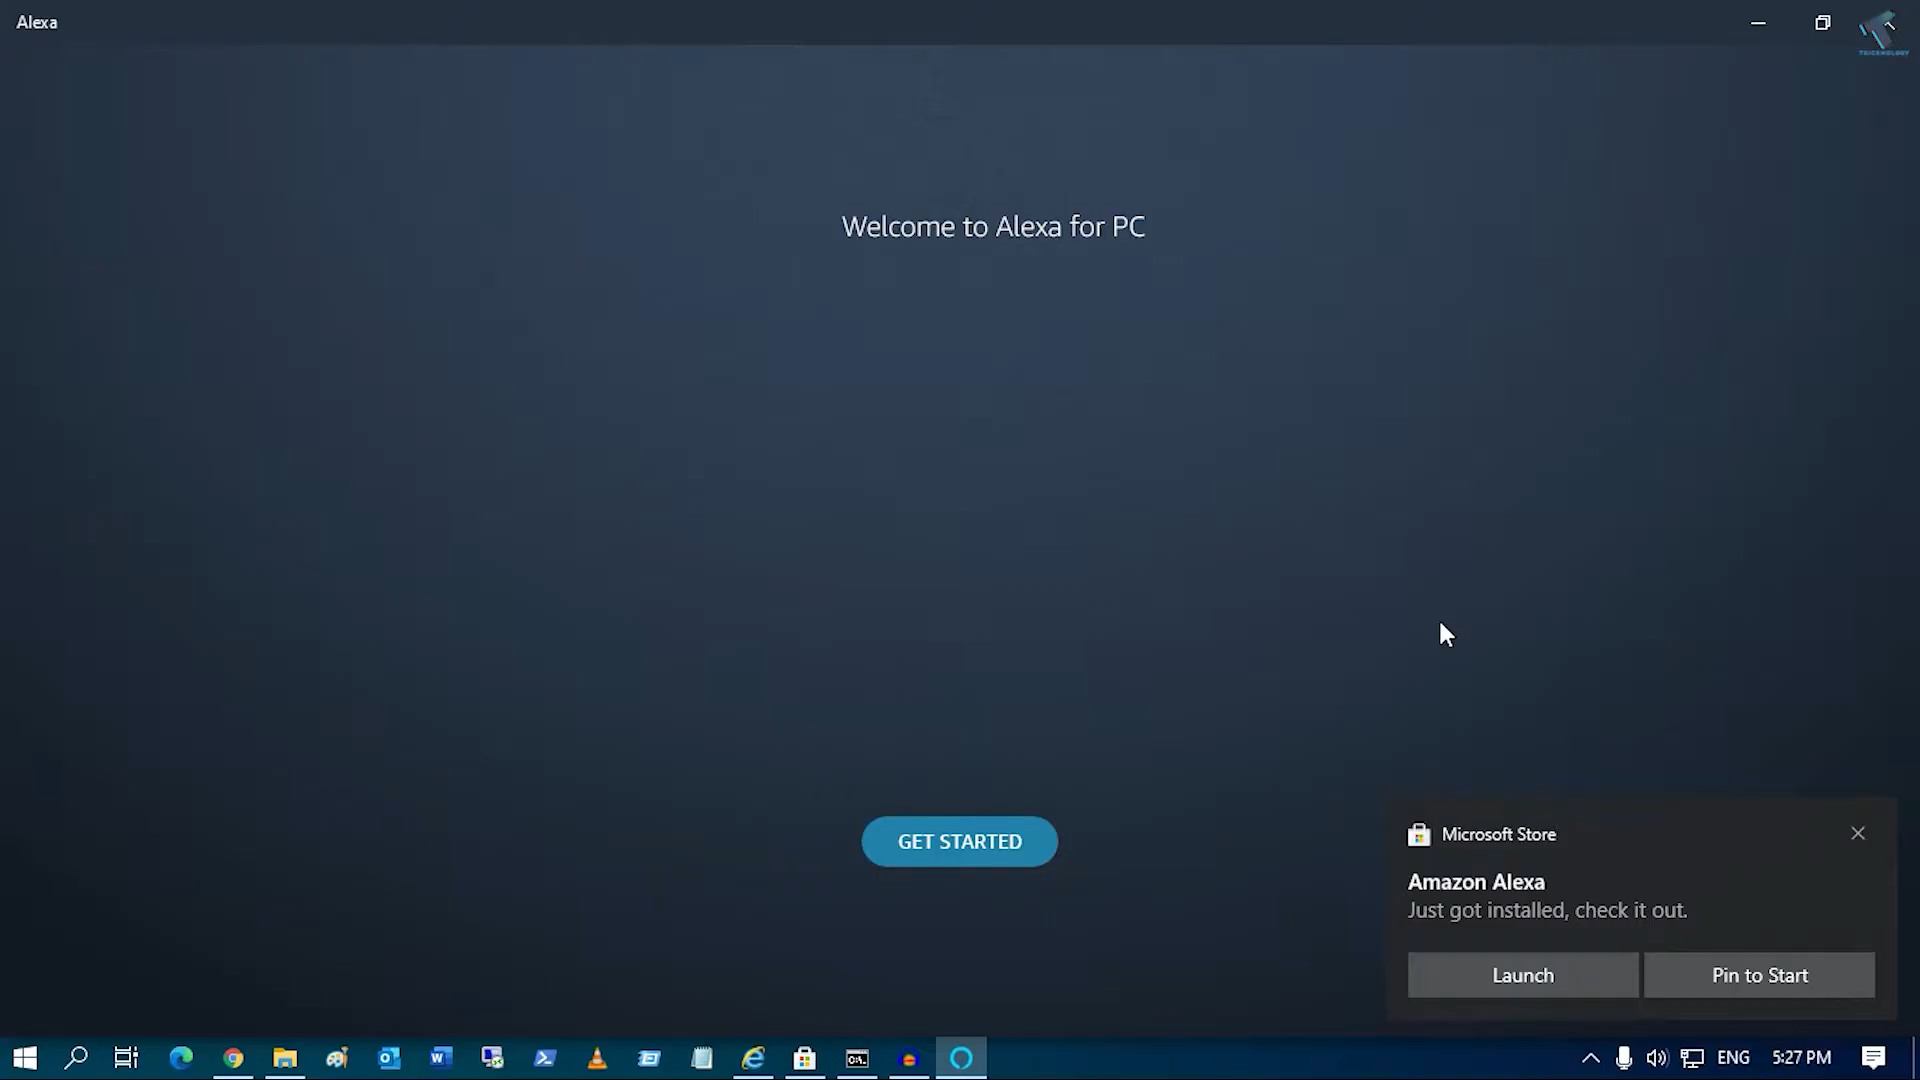 Alexa
TRICKNOLOGY
Welcome to Alexa for PC
GET STARTED
Microsoft Store
Amazon Alexa
Just got installed, check it out.
Launch
Pin to Start
ENG
5:27 PM